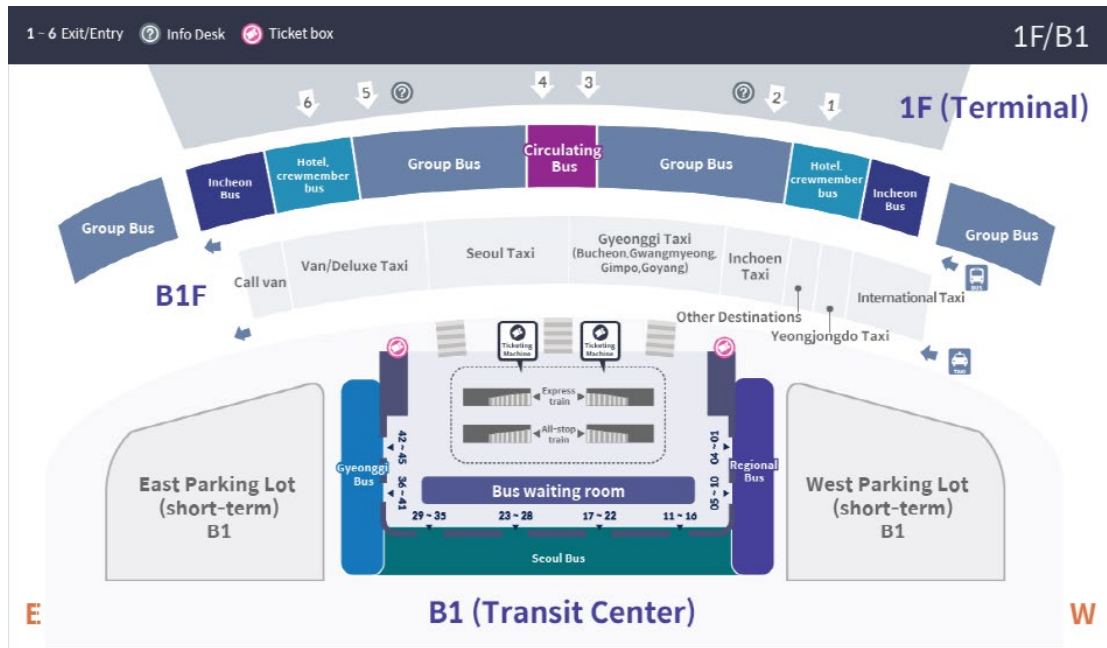 1 - 6 Exit/Entry ? Info Desk Ticket box
1F/B1
1F (Terminal)
6
5
?
4
3
?
2
1
Group Bus
Incheon
Bus
Hotel,
crewmember
bus
Group Bus
Circulating
Bus
Group Bus
Hotel.
crewmember
bus
Incheon
Bus
Group Bus
BUS
B1F
Call van
Van/Deluxe Taxi
Seoul Taxi
Gyeonggi Taxi
(Bucheon,Gwangmyeong,
Gimpo,Goyang)
Inchoen
Taxi
Other Destinations
Yeongjongdo Taxi
International Taxi
TAXI
Ticketing
Machine
Ticketing
Machine
Express
train
All-stop
train
42 ~ 45
36 ~ 41
04 ~ 01
05 ~ 10
Gyeonggi
Bus
Regional
Bus
Bus waiting room
29 ~ 35
23 ~ 28
17 ~ 22
11 ~ 16
Seoul Bus
East Parking Lot
(short-term)
B1
West Parking Lot
(short-term)
B1
E
B1 (Transit Center)
W